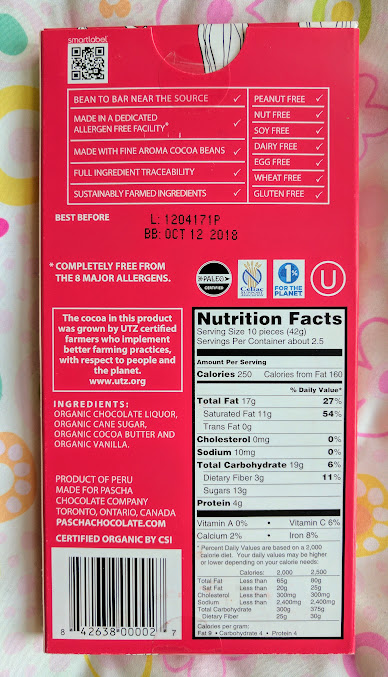 smartlabel
BEAN TO BAR NEAR THE SOURCE ✓
MADE IN A DEDICATED
ALLERGEN FREE FACILITY* ✓
MADE WITH FINE AROMA COCOA BEANS ✓
FULL INGREDIENT TRACEABILITY ✓
SUSTAINABLY FARMED INGREDIENTS ✓
PEANUT FREE ✓
NUT FREE ✓
SOY FREE ✓
DAIRY FREE ✓
EGG FREE ✓
WHEAT FREE ✓
GLUTEN FREE ✓
BEST BEFORE
L: 1204171P
BB: OCT 12 2018
* COMPLETELY FREE FROM
THE 8 MAJOR ALLERGENS.
PALEO
CERTIFIED
Celiac
1%
FOR THE
PLANET
U
The cocoa in this product
was grown by UTZ certified
farmers who implement
better farming practices,
with respect to people and
the planet.
www.utz.org
INGREDIENTS:
ORGANIC CHOCOLATE LIQUOR,
ORGANIC CANE SUGAR,
ORGANIC COCOA BUTTER AND
ORGANIC VANILLA.
PRODUCT OF PERU
MADE FOR PASCHA
CHOCOLATE COMPANY
TORONTO, ONTARIO, CANADA
PASCHACHOCOLATE.COM
CERTIFIED ORGANIC BY CSI
8 42638 00002 7
Nutrition Facts
Serving Size 10 pieces (42g)
Servings Per Container about 2.5
Amount Per Serving
Calories 250 Calories from Fat 160
% Daily Value*
Total Fat 17g 27%
Saturated Fat 11g 54%
Trans Fat 0g
Cholesterol 0mg 0%
Sodium 10mg 0%
Total Carbohydrate 19g 6%
Dietary Fiber 3g 11%
Sugars 13g
Protein 4g
Vitamin A 0% • Vitamin C 6%
Calcium 2% • Iron 8%
* Percent Daily Values are based on a 2,000
calorie diet. Your daily values may be higher
or lower depending on your calorie needs:
Calories: 2,000 2,500
Total Fat Less than 65g 80g
Sat Fat Less than 20g 25g
Cholesterol Less than 300mg 300mg
Sodium Less than 2,400mg 2,400mg
Total Carbohydrate 300g 375g
Dietary Fiber 25g 30g
Calories per gram:
Fat 9 • Carbohydrate 4 • Protein 4